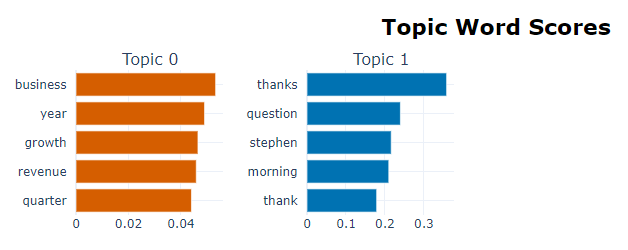 Topic Word Scores
Topic 0
business
year
growth
revenue
quarter
0 0.02 0.04
Topic 1
thanks
question
stephen
morning
thank
0 0.1 0.2 0.3